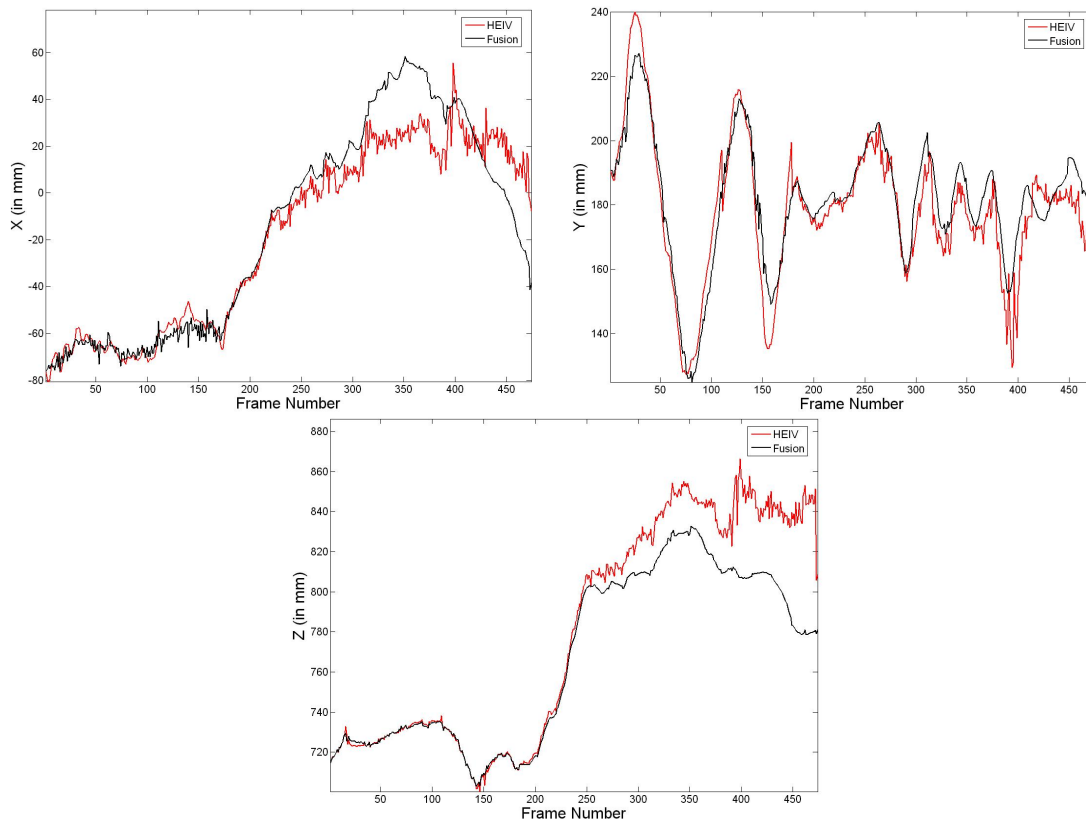 HEIV
Fusion
X (in mm)
60
40
20
0
-20
-40
-60
-80
50 100 150 200 250 300 350 400 450
Frame Number
HEIV
Fusion
Y (in mm)
240
220
200
180
160
140
50 100 150 200 250 300 350 400 450
Frame Number
HEIV
Fusion
Z (in mm)
880
860
840
820
800
780
760
740
720
50 100 150 200 250 300 350 400 450
Frame Number